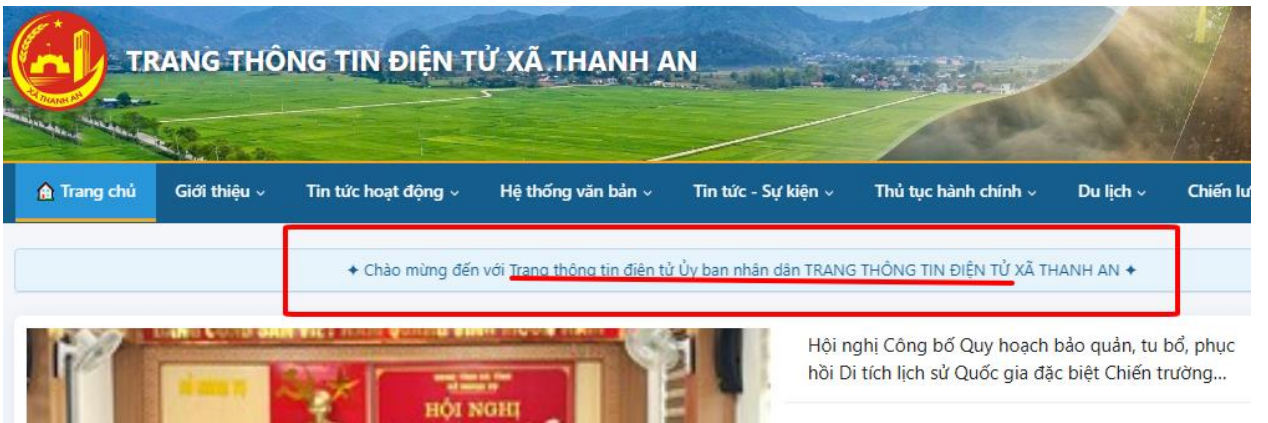 TRANG THÔNG TIN ĐIỆN TỬ XÃ THANH AN
XÃ THANH AN
Trang chủ Giới thiệu Tin tức hoạt động Hệ thống văn bản Tin tức - Sự kiện Thủ tục hành chính Du lịch Chiến lư
✦ Chào mừng đến với Trang thông tin điện tử Ủy ban nhân dân TRANG THÔNG TIN ĐIỆN TỬ XÃ THANH AN ✦
Hội nghị Công bố Quy hoạch bảo quản, tu bổ, phục
hồi Di tích lịch sử Quốc gia đặc biệt Chiến trường...
HỘI NGHỊ